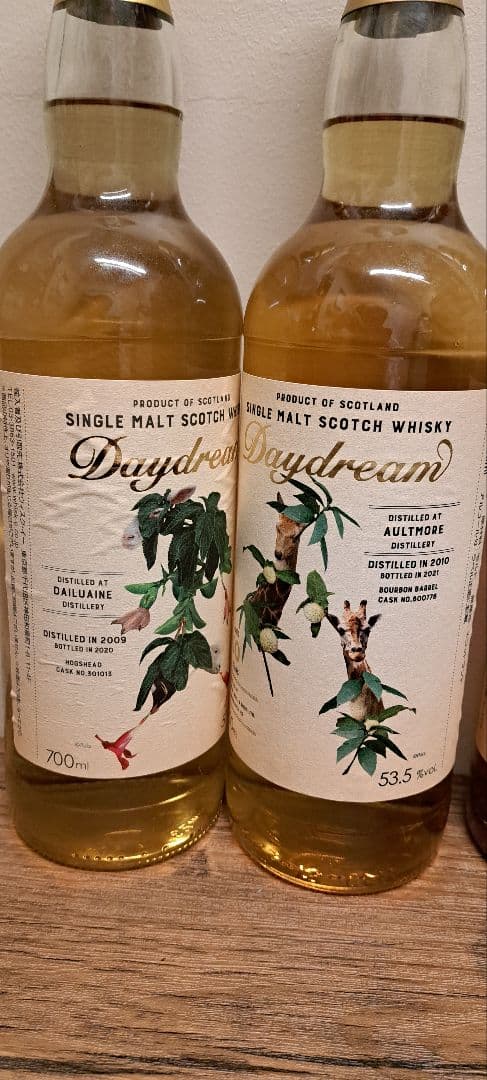 PRODUCT OF SCOTLAND
SINGLE MALT SCOTCH WHI
Daydream
DISTILLED AT
DAILUAINE
DISTILLERY
DISTILLED IN 2009
BOTTLED IN 2020
HOGSHEAD
CASK NO.301013
700ml
PRODUCT OF SCOTLAND
SINGLE MALT SCOTCH WHISKY
Daydream
DISTILLED AT
AULTMORE
DISTILLERY
DISTILLED IN 2010
BOTTLED IN 2021
BOURBON BARREL
CASK NO.800778
53.5 %vol.